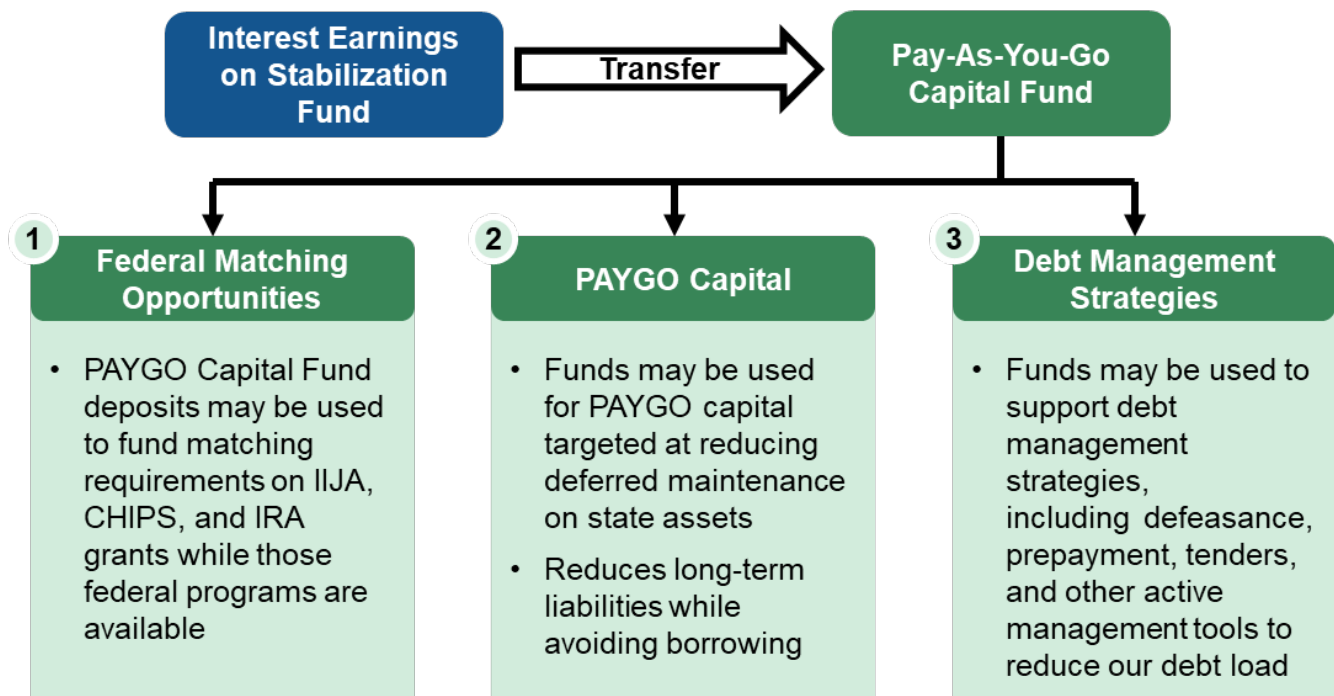 Interest Earnings
on Stabilization
Fund
Transfer
Pay-As-You-Go
Capital Fund
1
Federal Matching
Opportunities
• PAYGO Capital Fund
deposits may be used
to fund matching
requirements on IIJA,
CHIPS, and IRA
grants while those
federal programs are
available
2
PAYGO Capital
• Funds may be used
for PAYGO capital
targeted at reducing
deferred maintenance
on state assets
• Reduces long-term
liabilities while
avoiding borrowing
3
Debt Management
Strategies
• Funds may be used to
support debt
management
strategies,
including defeasance,
prepayment, tenders,
and other active
management tools to
reduce our debt load